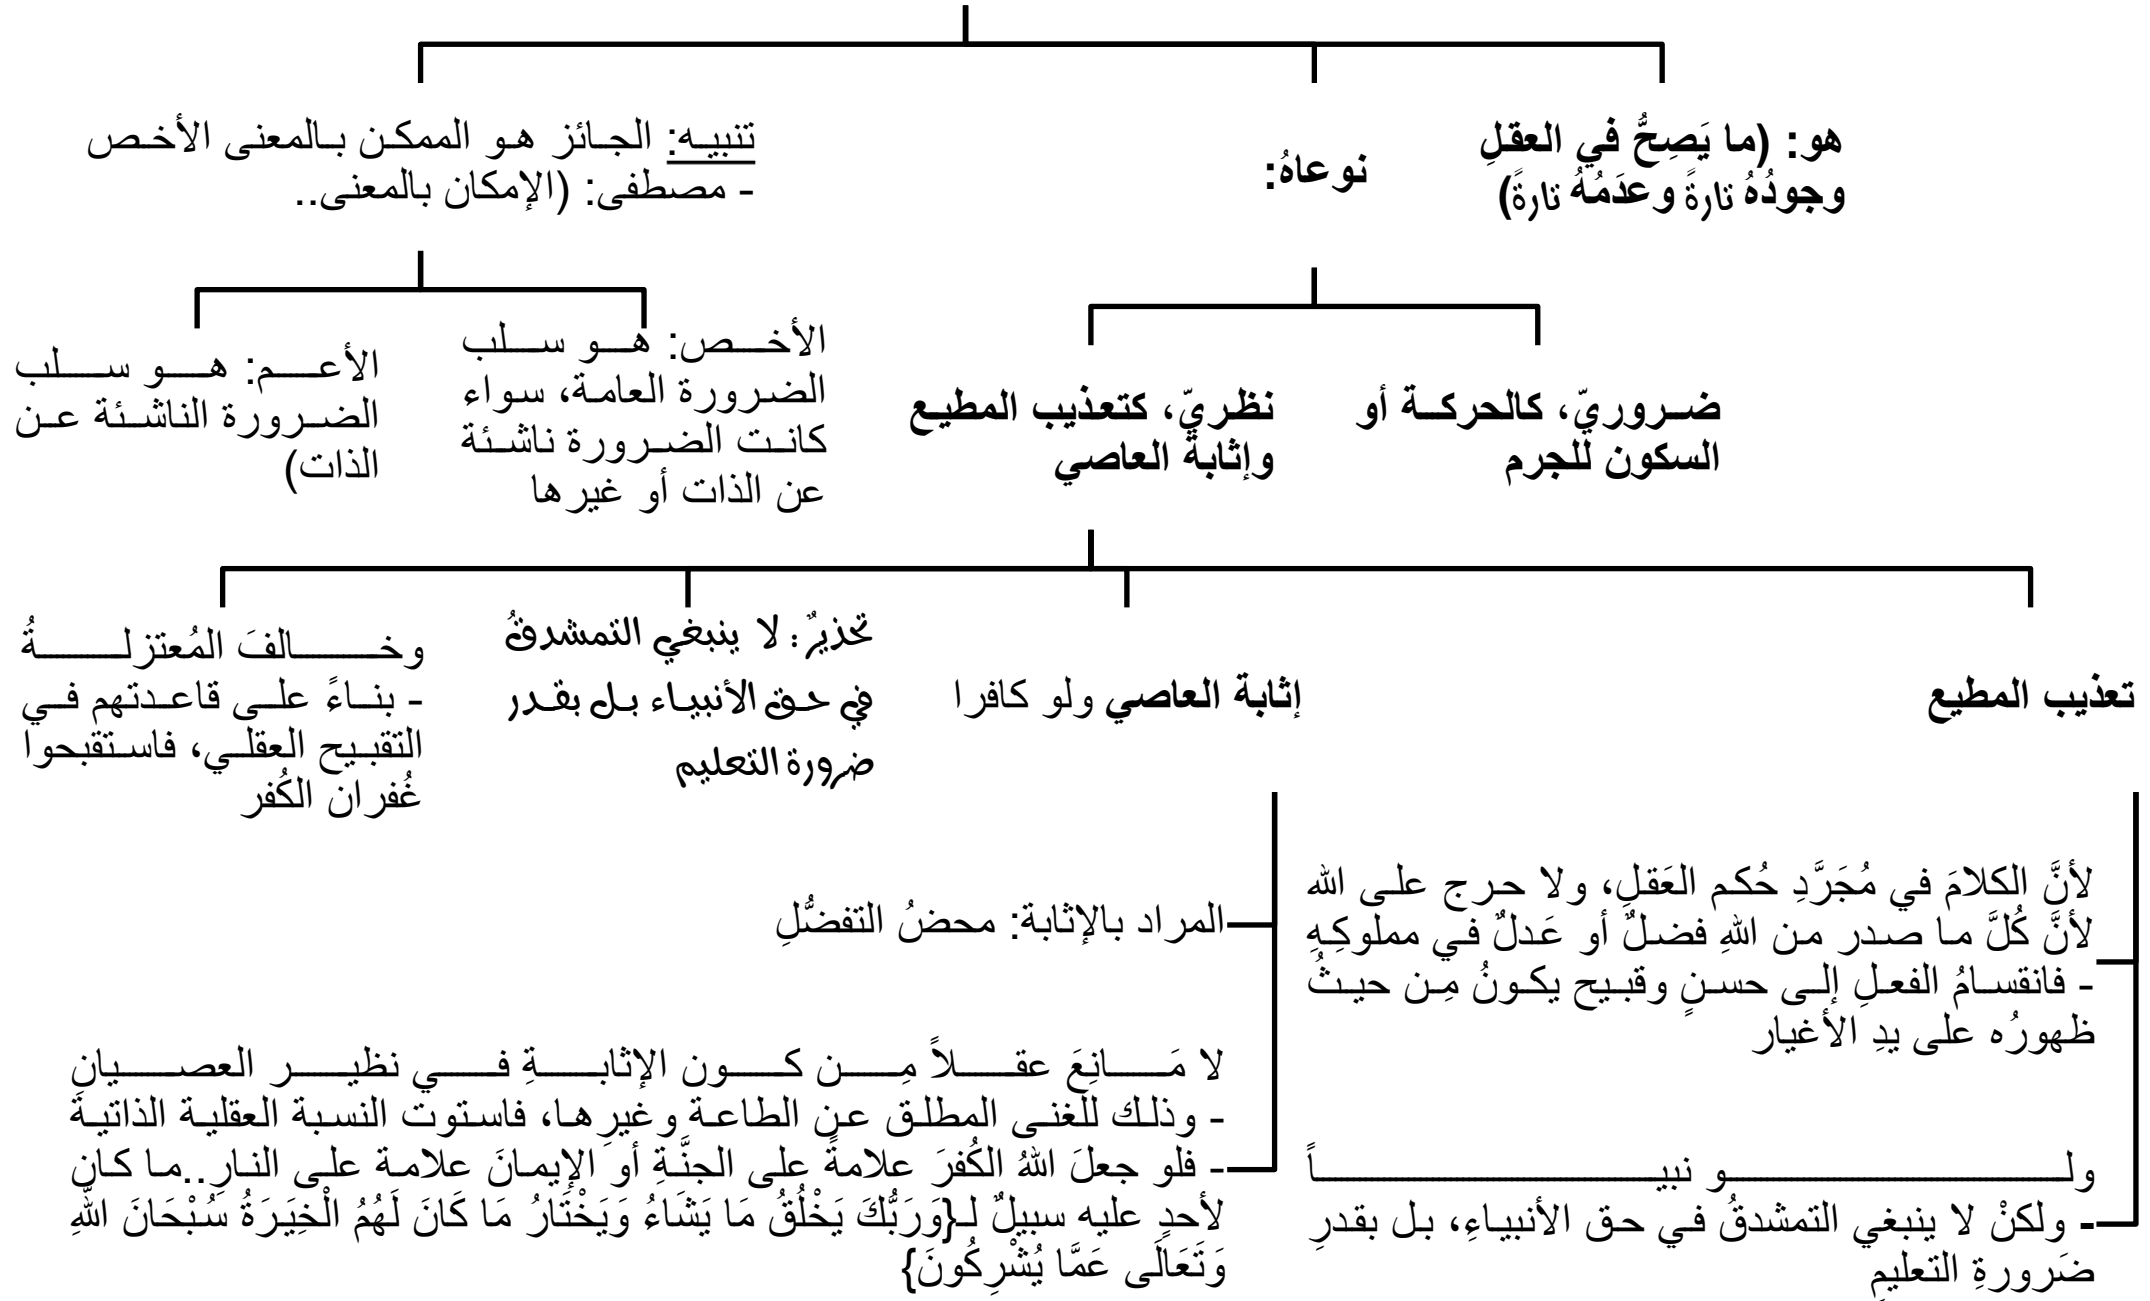 هو: (ما يَصِحُّ في العقلِ
وجودُهُ تارةً وعدَمُهُ تارةً)
نوعاهُ:
تنبيه: الجائز هو الممكن بالمعنى الأخص
- مصطفى: (الإمكان بالمعنى..
ضروريّ، كالحركة أو
السكون للجرم
نظريّ، كتعذيب المطيع
وإثابة العاصي
الأخص: هو سلب
الضرورة العامة، سواء
كانت الضرورة ناشئة
عن الذات أو غيرها
الأعم: هو سلب
الضرورة الناشئة عن
الذات)
تعذيب المطيع
إثابة العاصي ولو كافرا
تحذيرٌ: لا ينبغي التمشدقُ
في حق الأنبياء بل بقدر
ضرورة التعليم
وخالفَ المُعتزلةُ
- بناءً على قاعدتهم في
التقبيح العقلي، فاستقبحوا
غُفران الكُفر
لأنَّ الكلامَ في مُجَرَّدِ حُكم العَقلِ، ولا حرج على الله
لأنَّ كُلَّ ما صدر من اللهِ فضلٌ أو عَدلٌ في مملوكِهِ
- فانقسامُ الفعلِ إلى حسنٍ وقبيح يكونُ مِن حيثُ
ظهورُه على يدِ الأغيار
ولو نبياً
- ولكنْ لا ينبغي التمشدقُ في حق الأنبياءِ، بل بقدرِ
ضَرورةِ التعليمِ
المراد بالإثابة: محضُ التفضُّلِ
لا مَانِعَ عقلاً مِن كون الإثابةِ في نظير العصيانِ
- وذلك للغنى المطلق عنِ الطاعة وغيرِها، فاستوت النسبة العقلية الذاتيةَ
- فلو جعلَ اللهُ الكُفرَ علامةً على الجنَّةِ أو الإيمانَ علامة على النارِ..ما كان
لأحدٍ عليه سبيلٌ لـ{وَرَبُّكَ يَخْلُقُ مَا يَشَاءُ وَيَخْتَارُ مَا كَانَ لَهُمُ الْخِيَرَةُ سُبْحَانَ اللهِ
وَتَعَالَى عَمَّا يُشْرِكُونَ}